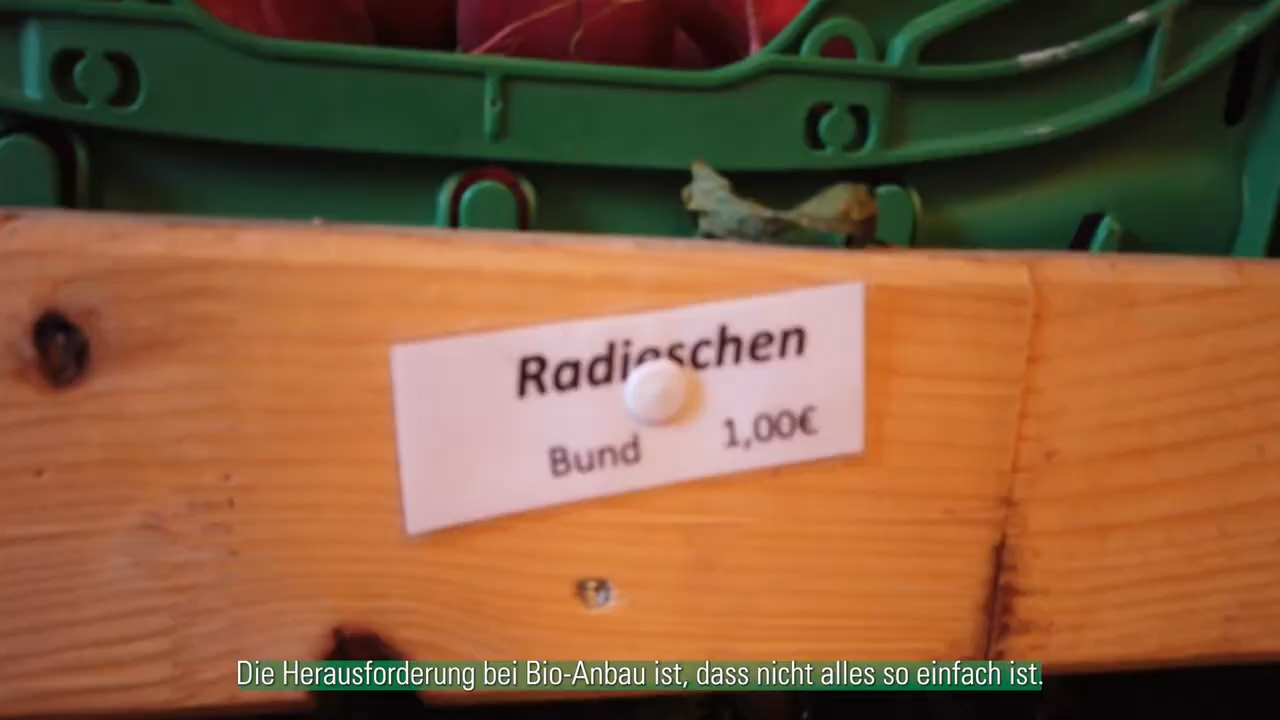 Radieschen
Bund 1,00€
Die Herausforderung bei Bio-Anbau ist, dass nicht alles so einfach ist.